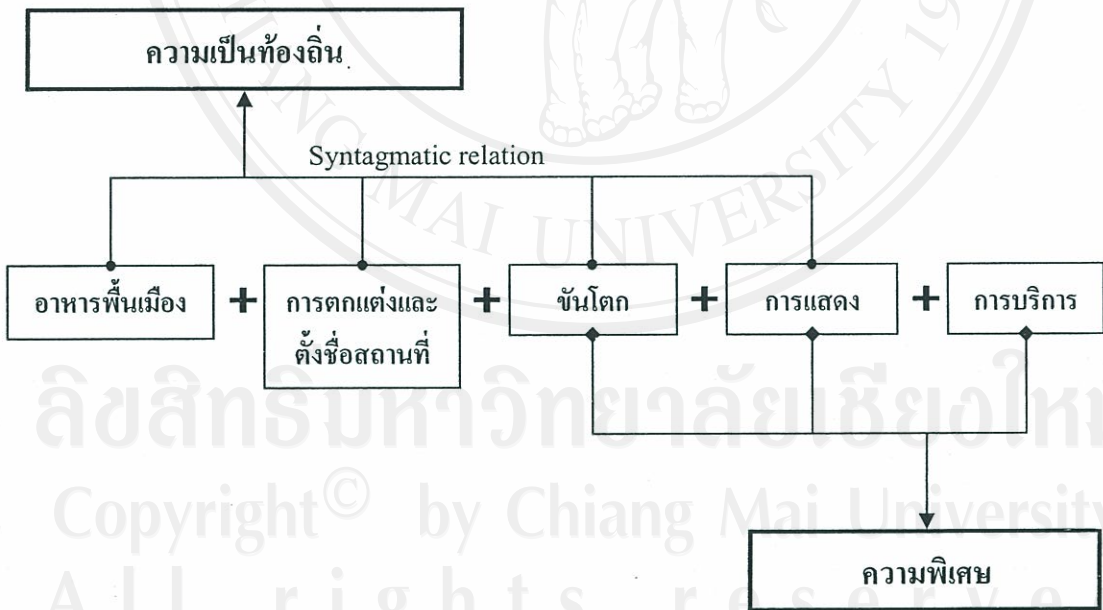 ความเป็นท้องถิ่น
Syntagmatic relation
อาหารพื้นเมือง + การตกแต่งและ + ขันโตก + การแสดง + การบริการ
ตั้งชื่อสถานที่
ความพิเศษ
MAI UNIVERSITY 19
ลิขสิทธิ์มหาวิทยาลัยเชียงใหม
Copyright© by Chiang Mai University
All rights reserve